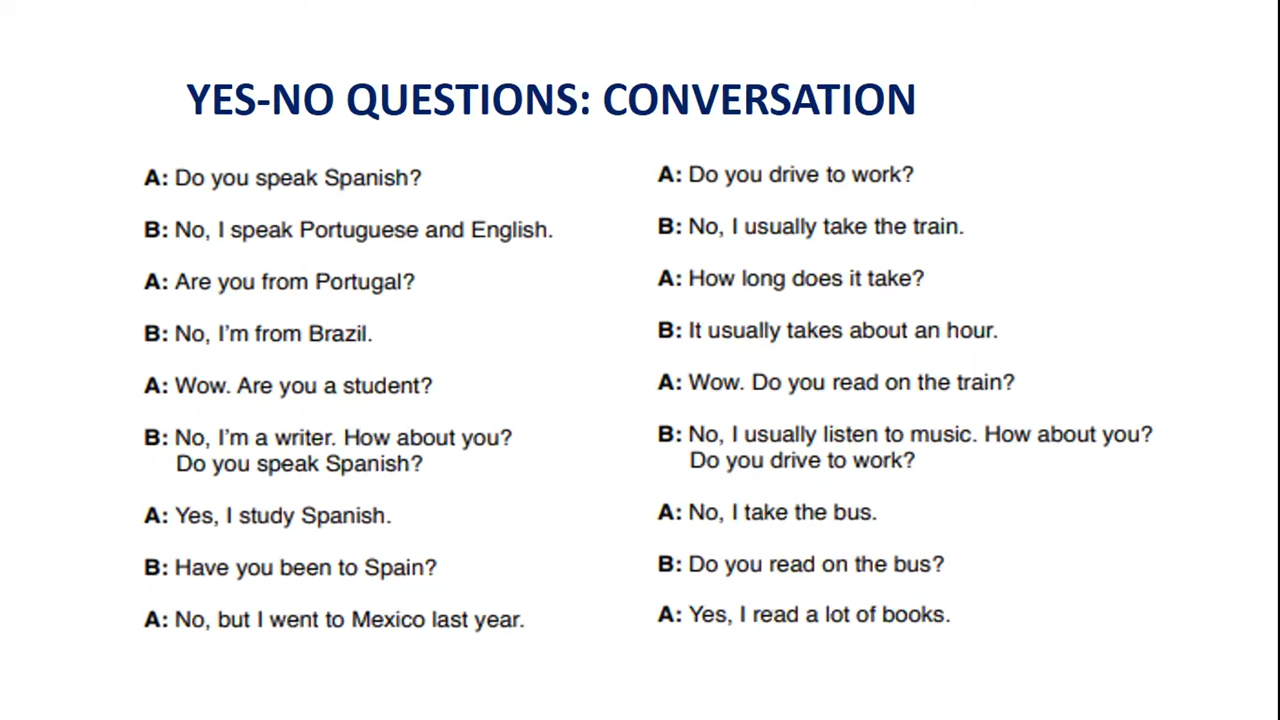 YES-NO QUESTIONS: CONVERSATION
A: Do you speak Spanish?
B: No, I speak Portuguese and English.
A: Are you from Portugal?
B: No, I'm from Brazil.
A: Wow. Are you a student?
B: No, I'm a writer. How about you?
Do you speak Spanish?
A: Yes, I study Spanish.
B: Have you been to Spain?
A: No, but I went to Mexico last year.
A: Do you drive to work?
B: No, I usually take the train.
A: How long does it take?
B: It usually takes about an hour.
A: Wow. Do you read on the train?
B: No, I usually listen to music. How about you?
Do you drive to work?
A: No, I take the bus.
B: Do you read on the bus?
A: Yes, I read a lot of books.